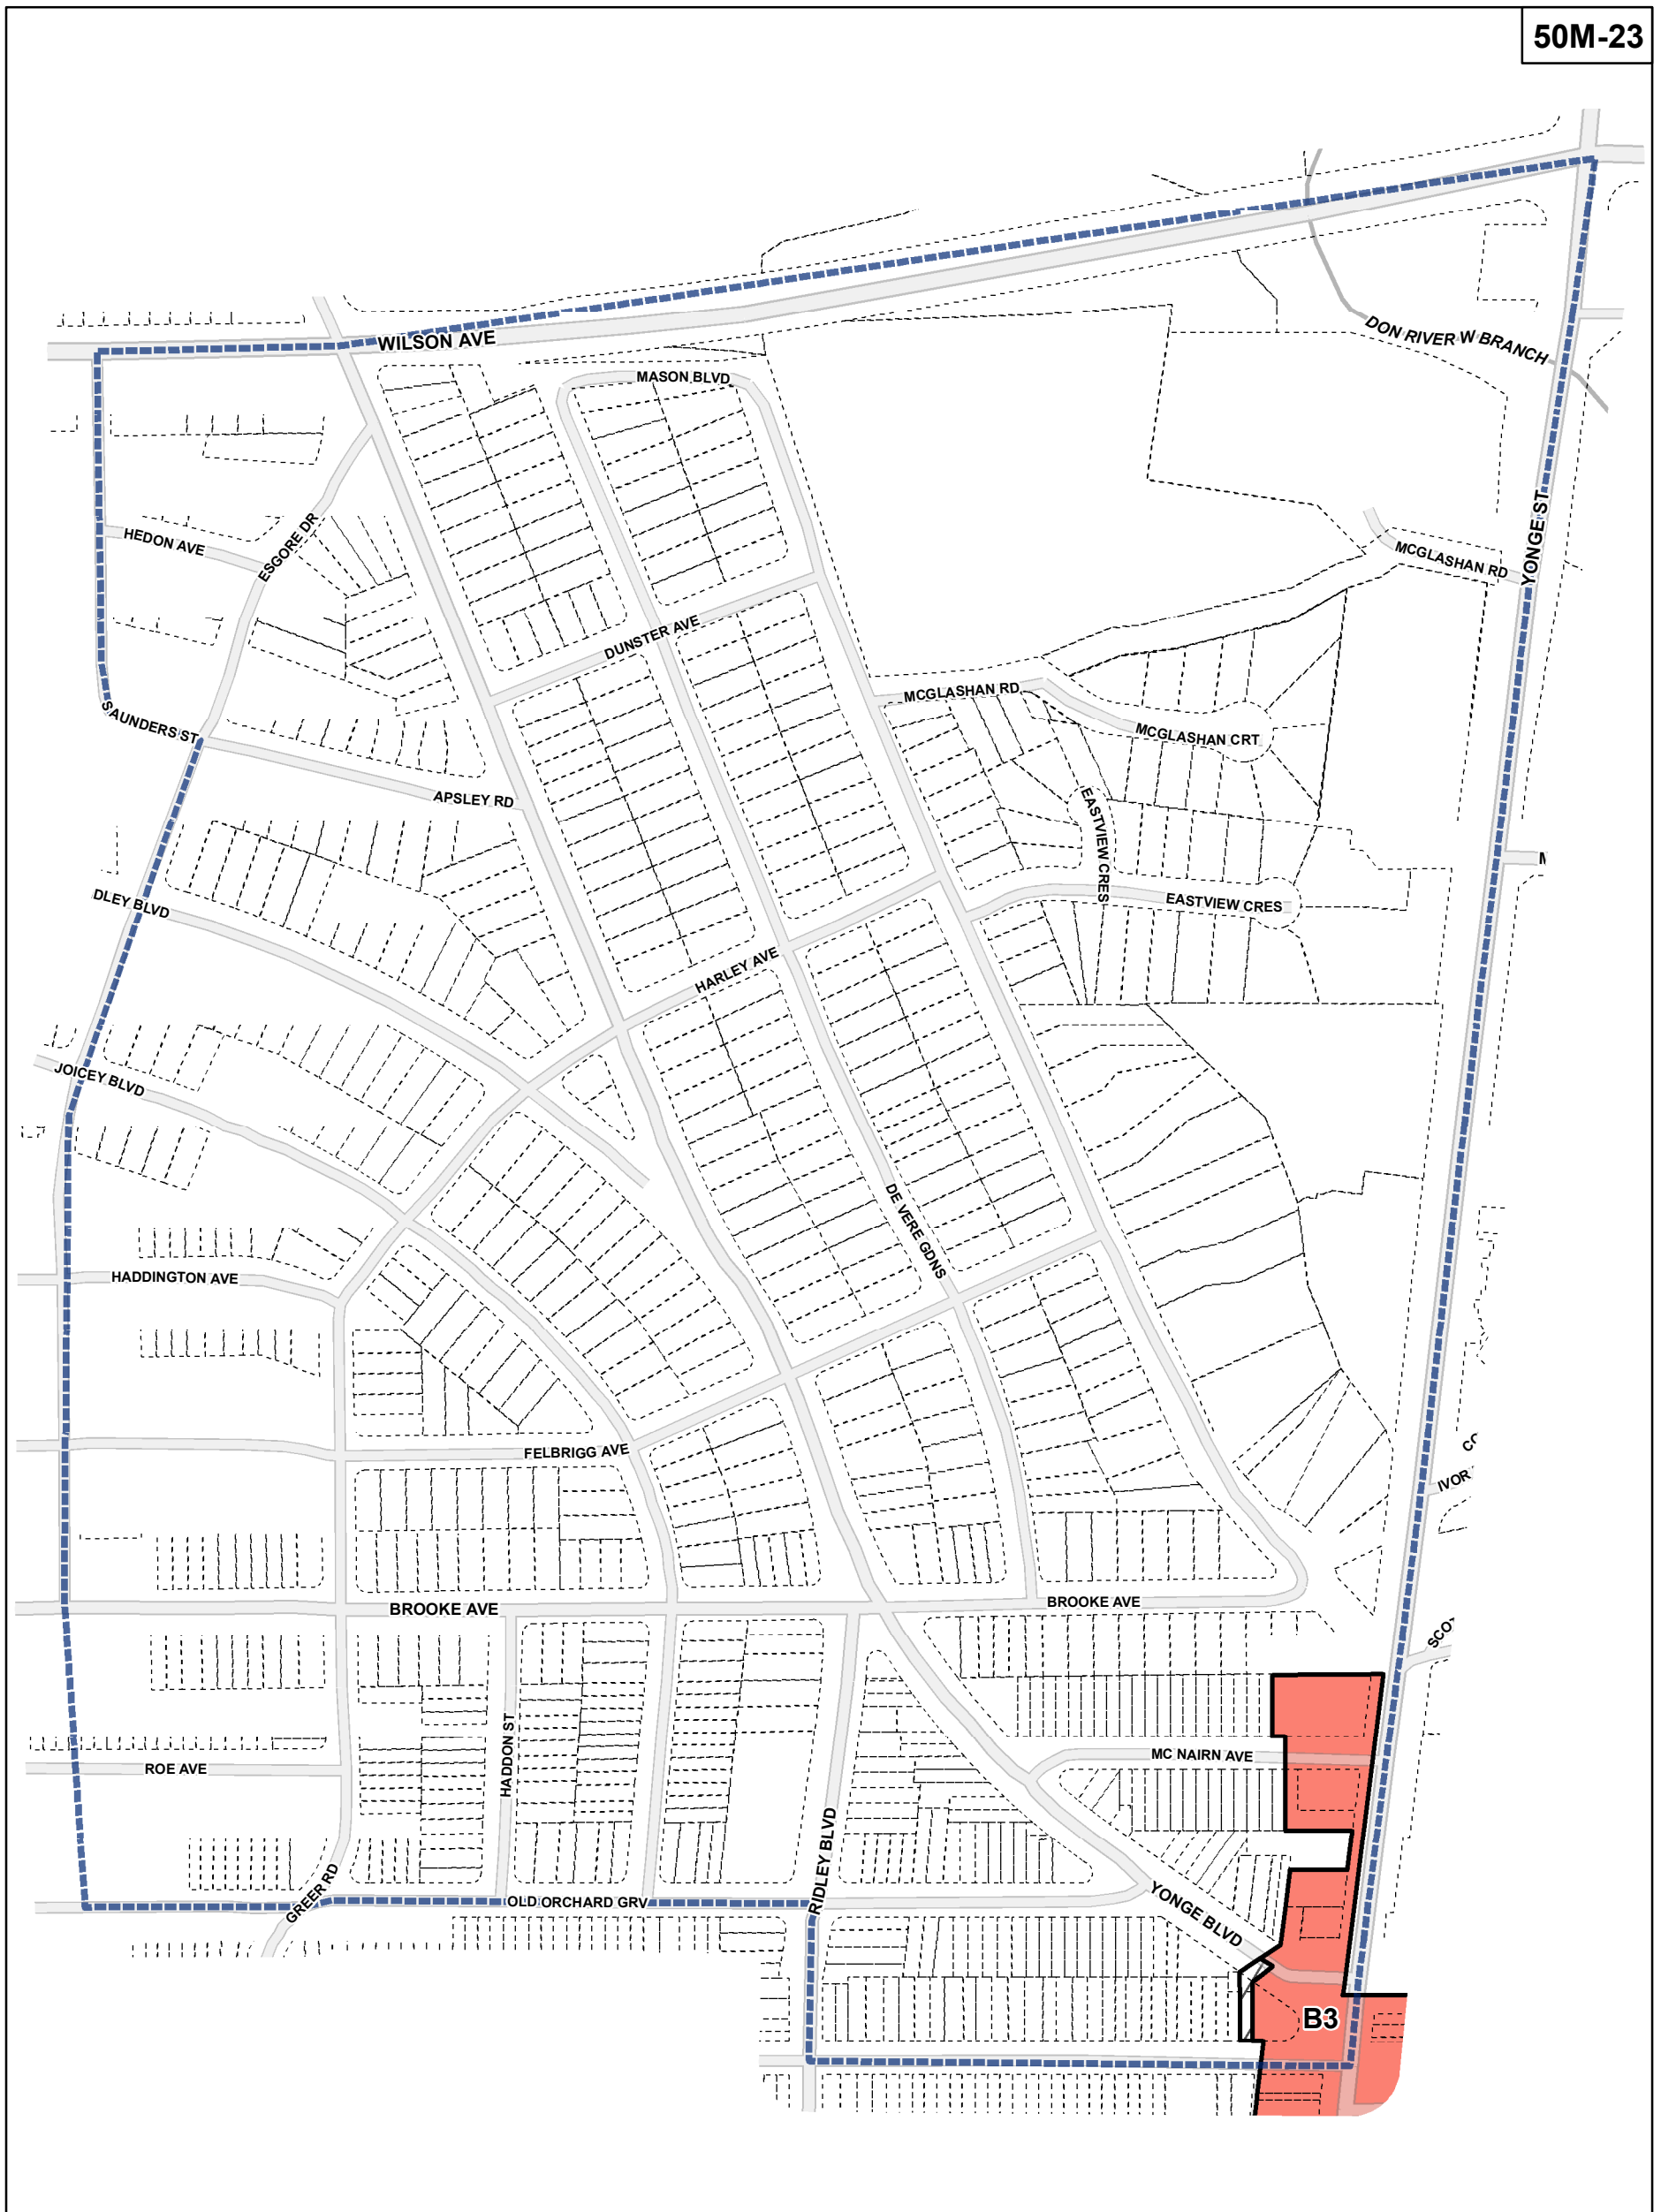 50M-23
WILSON AVE
DON RIVER W BRANCH
MASON BLVD
YONGE ST
HEDON AVE
ESGORE DR
MCGLASHAN RD
DUNSTER AVE
MCGLASHAN RD
SAUNDERS ST
MCGLASHAN CRT
APSLEY RD
EASTVIEW CRES
DLEY BLVD
EASTVIEW CRES
HARLEY AVE
JOICEY BLVD
DE VERE GDNS
HADDINGTON AVE
FELBRIGG AVE
IVOR
BROOKE AVE
BROOKE AVE
SCO
HADDON ST
MC NAIRN AVE
ROE AVE
RIDLEY BLVD
GREER RD
OLD ORCHARD GRV
YONGE BLVD
B3